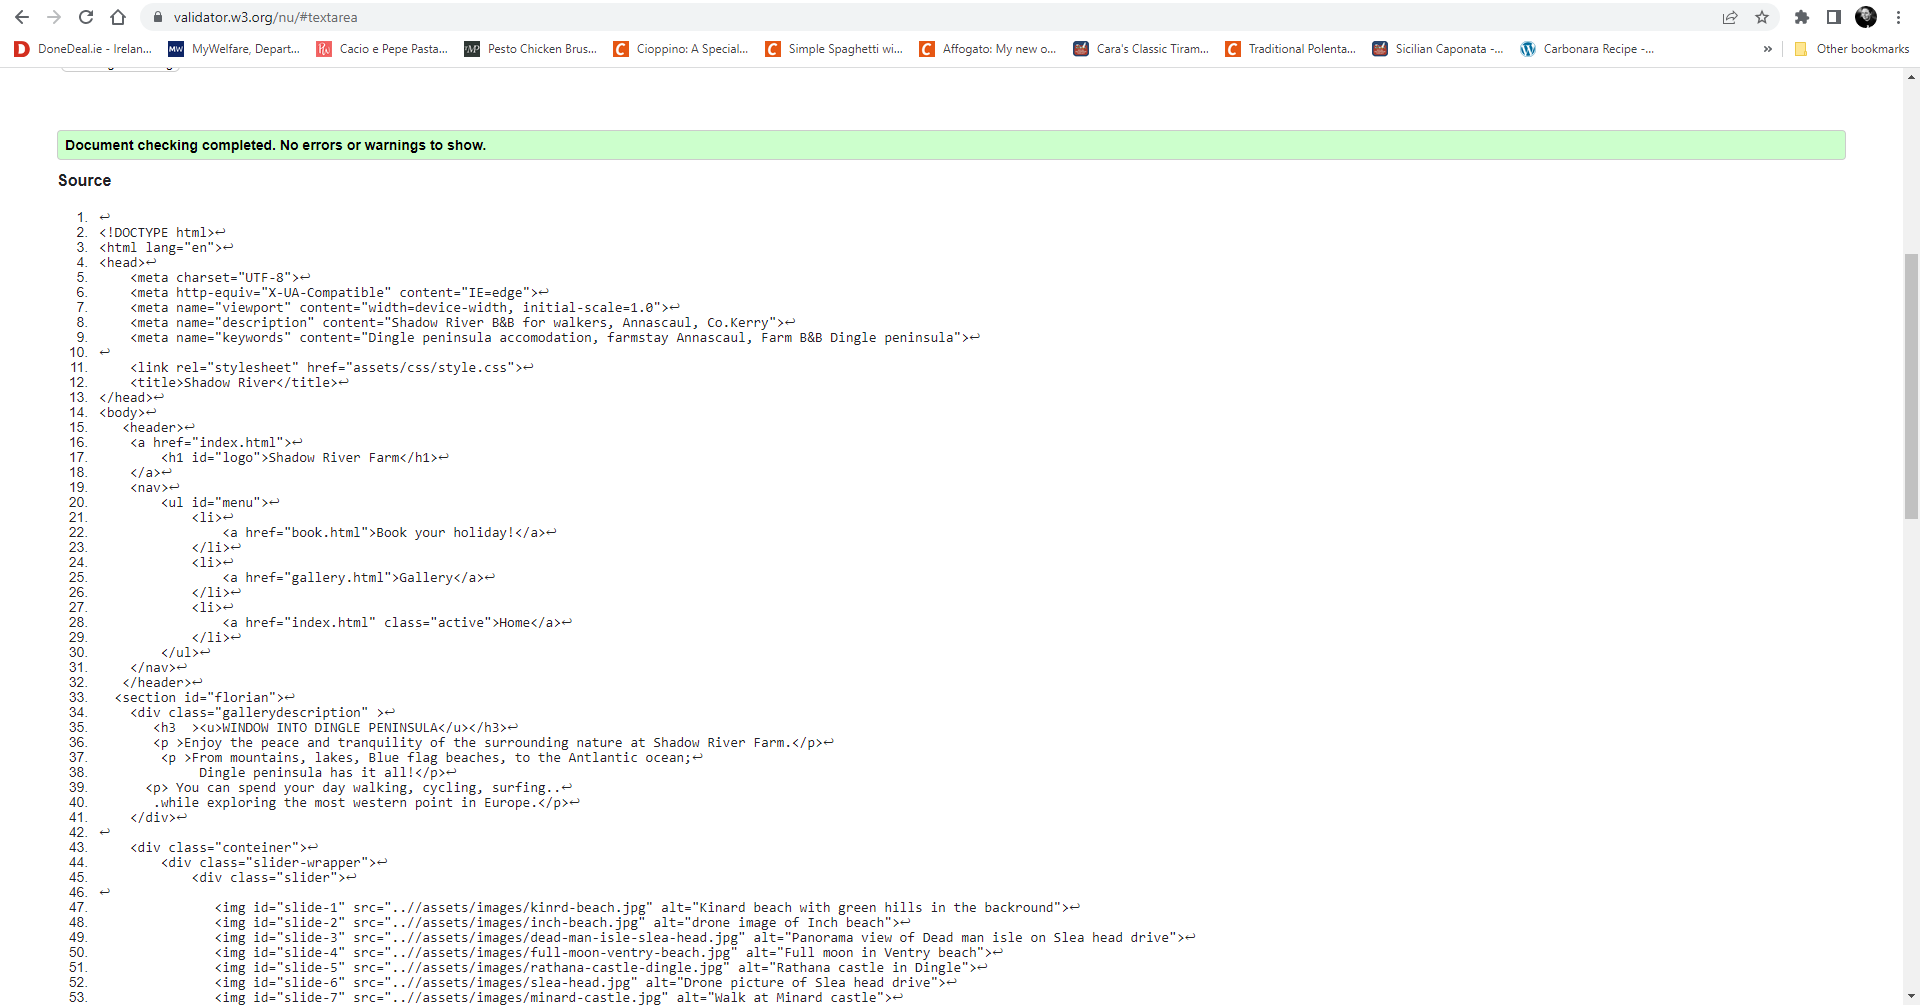 validator.w3.org/nu/#textarea
DoneDeal.ie - Irelan... MyWelfare, Depart... Cacio e Pepe Pasta... Pesto Chicken Brus... Cioppino: A Special... Simple Spaghetti wi... Affogato: My new o... Cara's Classic Tiram... Traditional Polenta... Sicilian Caponata -... Carbonara Recipe -... » Other bookmarks
Document checking completed. No errors or warnings to show.
Source
1. ↩
2. <!DOCTYPE html>↩
3. <html lang="en">↩
4. <head>↩
5. <meta charset="UTF-8">↩
6. <meta http-equiv="X-UA-Compatible" content="IE=edge">↩
7. <meta name="viewport" content="width=device-width, initial-scale=1.0">↩
8. <meta name="description" content="Shadow River B&B for walkers, Annascaul, Co.Kerry">↩
9. <meta name="keywords" content="Dingle peninsula accomodation, farmstay Annascaul, Farm B&B Dingle peninsula">↩
10. ↩
11. <link rel="stylesheet" href="assets/css/style.css">↩
12. <title>Shadow River</title>↩
13. </head>↩
14. <body>↩
15. <header>↩
16. <a href="index.html">↩
17. <h1 id="logo">Shadow River Farm</h1>↩
18. </a>↩
19. <nav>↩
20. <ul id="menu">↩
21. <li>↩
22. <a href="book.html">Book your holiday!</a>↩
23. </li>↩
24. <li>↩
25. <a href="gallery.html">Gallery</a>↩
26. </li>↩
27. <li>↩
28. <a href="index.html" class="active">Home</a>↩
29. </li>↩
30. </ul>↩
31. </nav>↩
32. </header>↩
33. <section id="florian">↩
34. <div class="gallerydescription" >↩
35. <h3 ><u>WINDOW INTO DINGLE PENINSULA</u></h3>↩
36. <p >Enjoy the peace and tranquility of the surrounding nature at Shadow River Farm.</p>↩
37. <p >From mountains, lakes, Blue flag beaches, to the Antlantic ocean;↩
38. Dingle peninsula has it all!</p>↩
39. <p> You can spend your day walking, cycling, surfing..↩
40. .while exploring the most western point in Europe.</p>↩
41. </div>↩
42. ↩
43. <div class="conteiner">↩
44. <div class="slider-wrapper">↩
45. <div class="slider">↩
46. ↩
47. <img id="slide-1" src="..//assets/images/kinrd-beach.jpg" alt="Kinard beach with green hills in the backround">↩
48. <img id="slide-2" src="..//assets/images/inch-beach.jpg" alt="drone image of Inch beach">↩
49. <img id="slide-3" src="..//assets/images/dead-man-isle-slea-head.jpg" alt="Panorama view of Dead man isle on Slea head drive">↩
50. <img id="slide-4" src="..//assets/images/full-moon-ventry-beach.jpg" alt="Full moon in Ventry beach">↩
51. <img id="slide-5" src="..//assets/images/rathana-castle-dingle.jpg" alt="Rathana castle in Dingle">↩
52. <img id="slide-6" src="..//assets/images/slea-head.jpg" alt="Drone picture of Slea head drive">↩
53. <img id="slide-7" src="..//assets/images/minard-castle.jpg" alt="Walk at Minard castle">↩